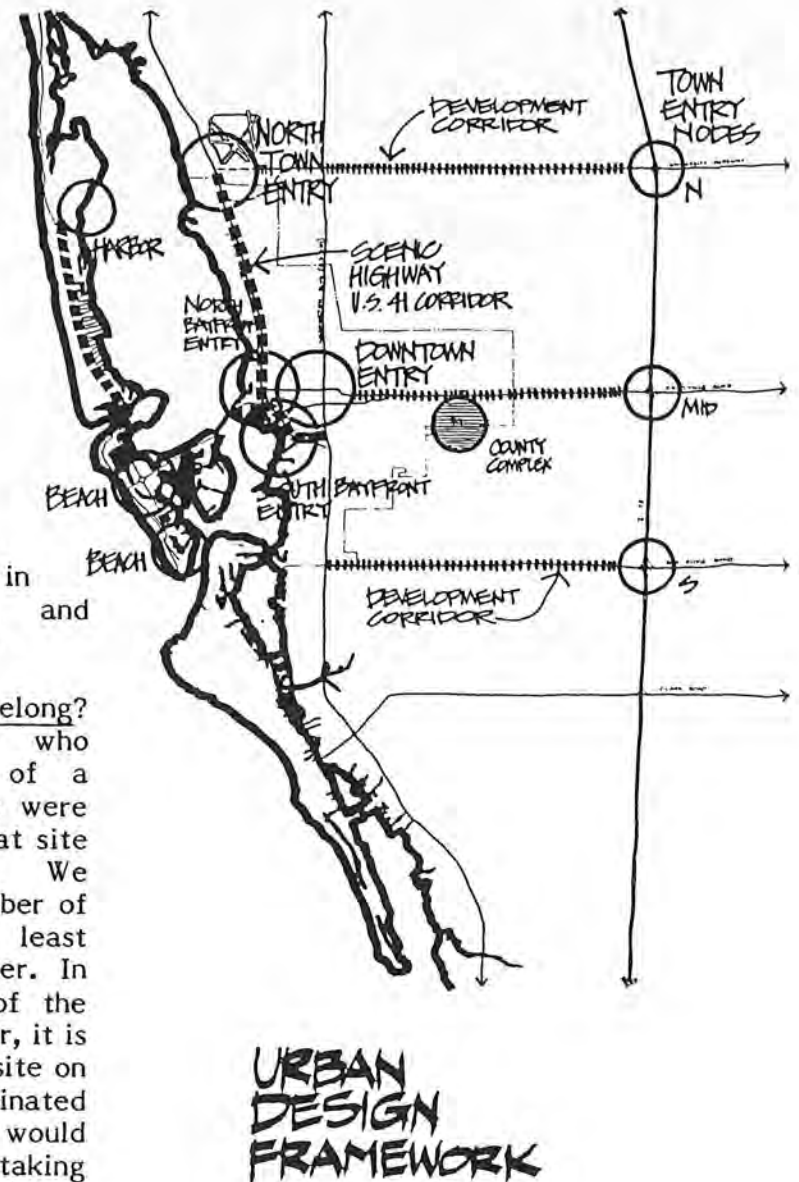 TOWN
ENTRY
NODES
DEVELOPMENT
CORRIDOR
NORTH
TOWN
ENTRY
N
HARBOR
SCENIC
HIGHWAY
U.S. 41 CORRIDOR
NORTH
BAYFRONT
ENTRY
DOWNTOWN
ENTRY
MID
COUNTY
COMPLEX
BEACH
SOUTH BAYFRONT
ENTRY
BEACH
S
DEVELOPMENT
CORRIDOR
in
and
elong?
who
of a
were
at site
We
ber of
least
er. In
of the
r, it is
site on
inated
would
taking
URBAN
DESIGN
FRAMEWORK